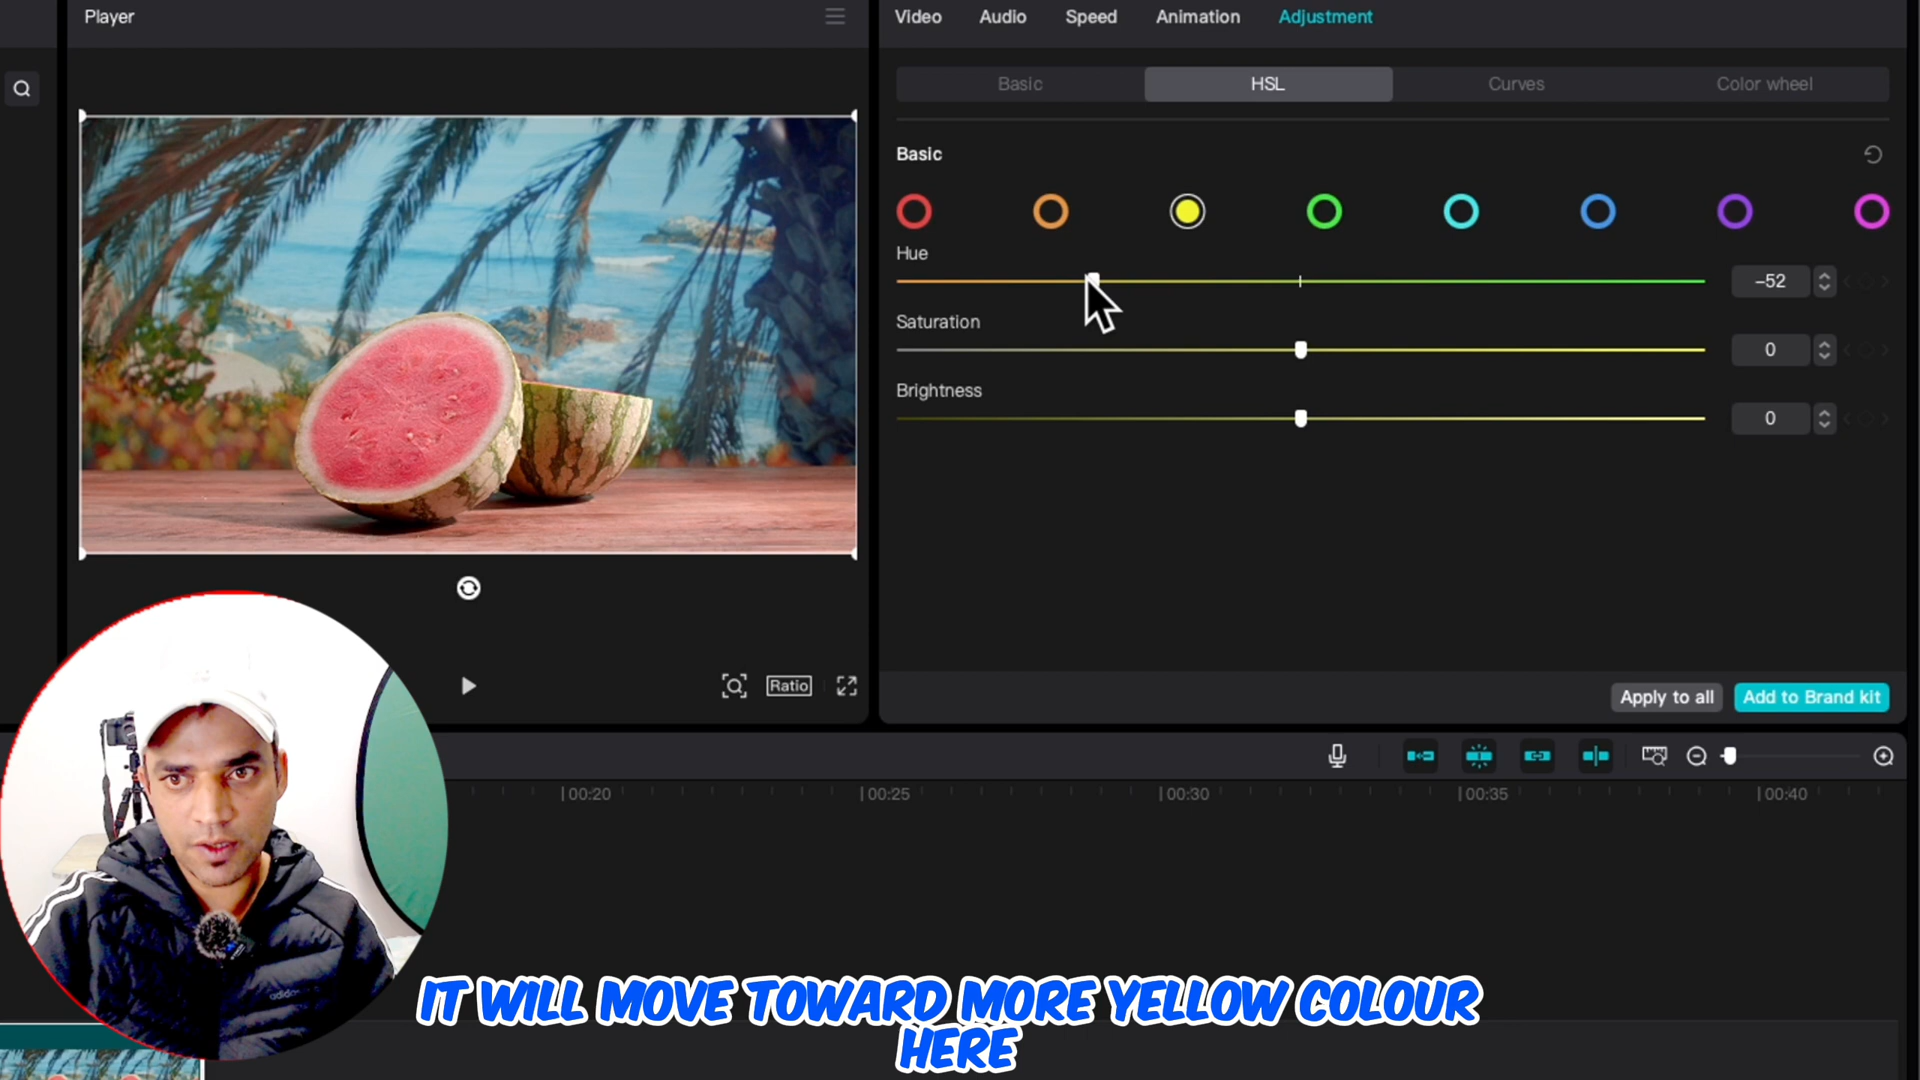 Player
Video Audio Speed Animation Adjustment
Basic HSL Curves Color wheel
Basic
Hue
-52
Saturation
0
Brightness
0
Ratio
Apply to all Add to Brand kit
00:20 00:25 00:30 00:35 00:40
adidas
IT WILL MOVE TOWARD MORE YELLOW COLOUR
HERE